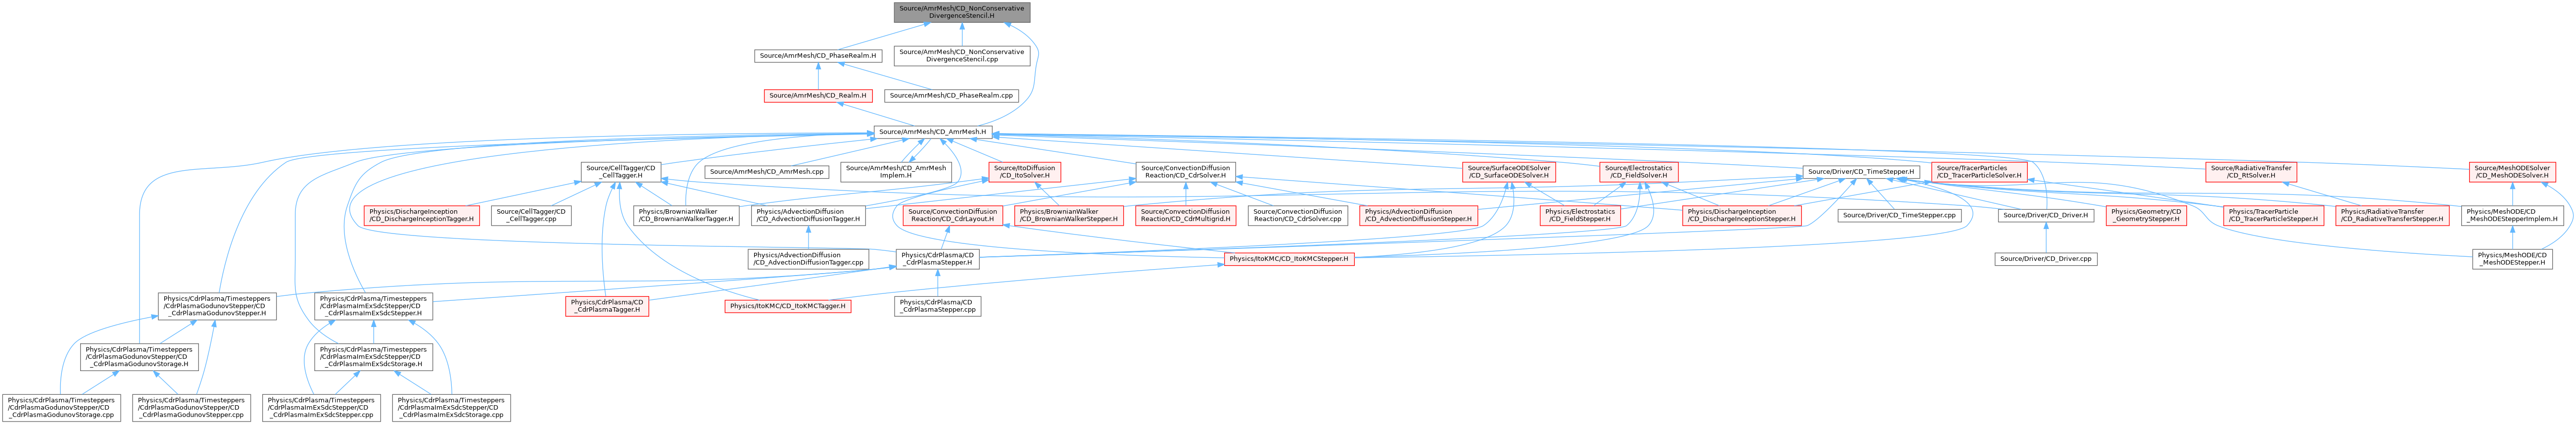 Source/AmrMesh/CD_NonConservative
DivergenceStencil.H
Source/AmrMesh/CD_PhaseRealm.H
Source/AmrMesh/CD_NonConservative
DivergenceStencil.cpp
Source/AmrMesh/CD_Realm.H
Source/AmrMesh/CD_PhaseRealm.cpp
Source/AmrMesh/CD_AmrMesh.H
Source/CellTagger/CD
_CellTagger.H
Source/AmrMesh/CD_AmrMesh.cpp
Source/AmrMesh/CD_AmrMesh
Implem.H
Source/ItoDiffusion
/CD_ItoSolver.H
Source/ConvectionDiffusion
Reaction/CD_CdrSolver.H
Source/SurfaceODESolver
/CD_SurfaceODESolver.H
Source/Electrostatics
/CD_FieldSolver.H
Source/Driver/CD_TimeStepper.H
Source/TracerParticles
/CD_TracerParticleSolver.H
Source/RadiativeTransfer
/CD_RtSolver.H
Source/MeshODESolver
/CD_MeshODESolver.H
Physics/DischargeInception
/CD_DischargeInceptionTagger.H
Source/CellTagger/CD
_CellTagger.cpp
Physics/BrownianWalker
/CD_BrownianWalkerTagger.H
Physics/AdvectionDiffusion
/CD_AdvectionDiffusionTagger.H
Source/ConvectionDiffusion
Reaction/CD_CdrLayout.H
Physics/BrownianWalker
/CD_BrownianWalkerStepper.H
Source/ConvectionDiffusion
Reaction/CD_CdrMultigrid.H
Source/ConvectionDiffusion
Reaction/CD_CdrSolver.cpp
Physics/AdvectionDiffusion
/CD_AdvectionDiffusionStepper.H
Physics/Electrostatics
/CD_FieldStepper.H
Physics/DischargeInception
/CD_DischargeInceptionStepper.H
Source/Driver/CD_TimeStepper.cpp
Source/Driver/CD_Driver.H
Physics/Geometry/CD
_GeometryStepper.H
Physics/TracerParticle
/CD_TracerParticleStepper.H
Physics/RadiativeTransfer
/CD_RadiativeTransferStepper.H
Physics/MeshODE/CD
_MeshODEStepperImplem.H
Physics/AdvectionDiffusion
/CD_AdvectionDiffusionTagger.cpp
Physics/CdrPlasma/CD
_CdrPlasmaStepper.H
Physics/ItoKMC/CD_ItoKMCStepper.H
Source/Driver/CD_Driver.cpp
Physics/MeshODE/CD
_MeshODEStepper.H
Physics/CdrPlasma/Timesteppers
/CdrPlasmaGodunovStepper/CD
_CdrPlasmaGodunovStepper.H
Physics/CdrPlasma/Timesteppers
/CdrPlasmaImExSdcStepper/CD
_CdrPlasmaImExSdcStepper.H
Physics/CdrPlasma/CD
_CdrPlasmaTagger.H
Physics/ItoKMC/CD_ItoKMCTagger.H
Physics/CdrPlasma/CD
_CdrPlasmaStepper.cpp
Physics/CdrPlasma/Timesteppers
/CdrPlasmaGodunovStepper/CD
_CdrPlasmaGodunovStorage.H
Physics/CdrPlasma/Timesteppers
/CdrPlasmaImExSdcStepper/CD
_CdrPlasmaImExSdcStorage.H
Physics/CdrPlasma/Timesteppers
/CdrPlasmaGodunovStepper/CD
_CdrPlasmaGodunovStorage.cpp
Physics/CdrPlasma/Timesteppers
/CdrPlasmaGodunovStepper/CD
_CdrPlasmaGodunovStepper.cpp
Physics/CdrPlasma/Timesteppers
/CdrPlasmaImExSdcStepper/CD
_CdrPlasmaImExSdcStepper.cpp
Physics/CdrPlasma/Timesteppers
/CdrPlasmaImExSdcStepper/CD
_CdrPlasmaImExSdcStorage.cpp